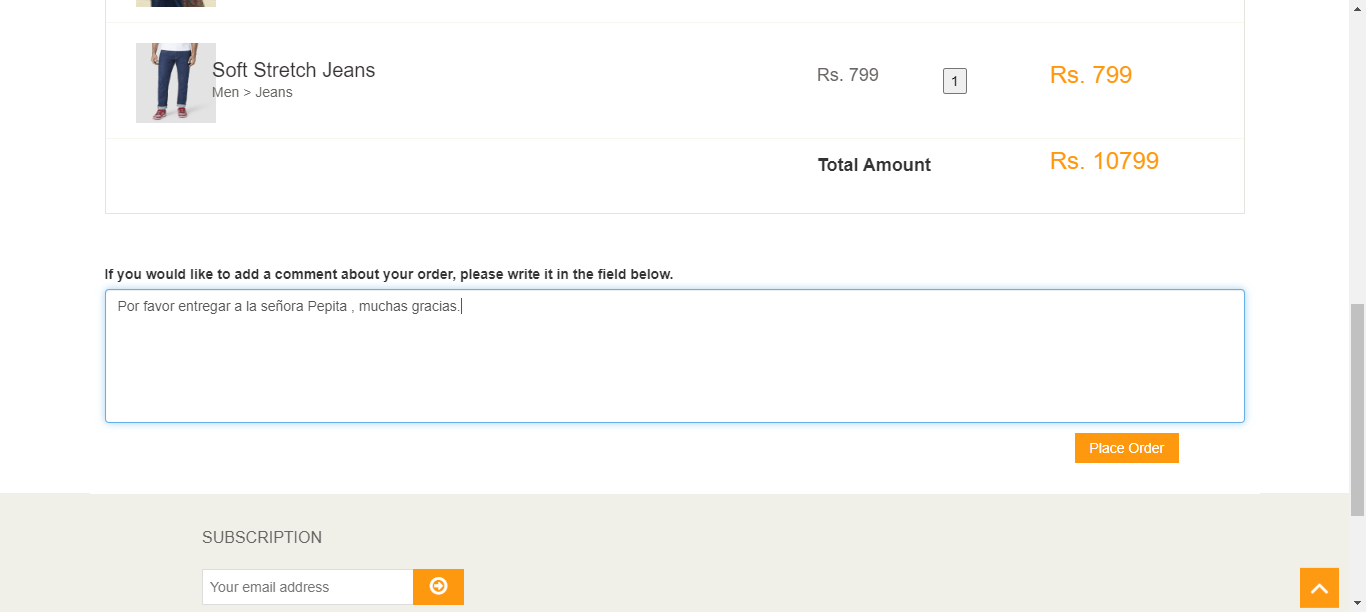 Soft Stretch Jeans
Men > Jeans
Rs. 799
1
Rs. 799
Total Amount
Rs. 10799
If you would like to add a comment about your order, please write it in the field below.
Por favor entregar a la señora Pepita , muchas gracias.
Place Order
SUBSCRIPTION
Your email address